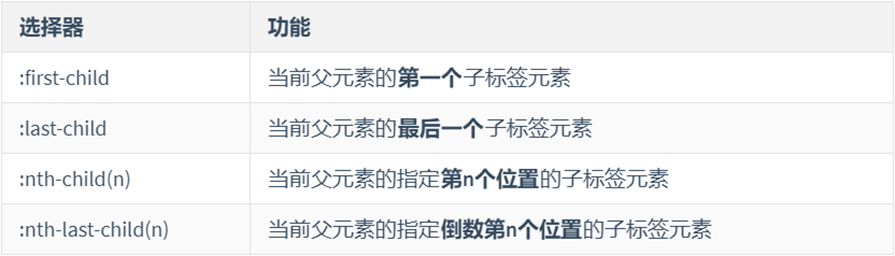 选择器 功能
:first-child 当前父元素的第一个子标签元素
:last-child 当前父元素的最后一个子标签元素
:nth-child(n) 当前父元素的指定第n个位置的子标签元素
:nth-last-child(n) 当前父元素的指定倒数第n个位置的子标签元素